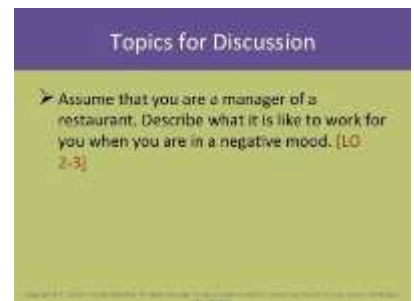 Topics for Discussion
➢ Assume that you are a manager of a
restaurant. Describe what it is like to work for
you when you are in a negative mood. [LO
2-3]